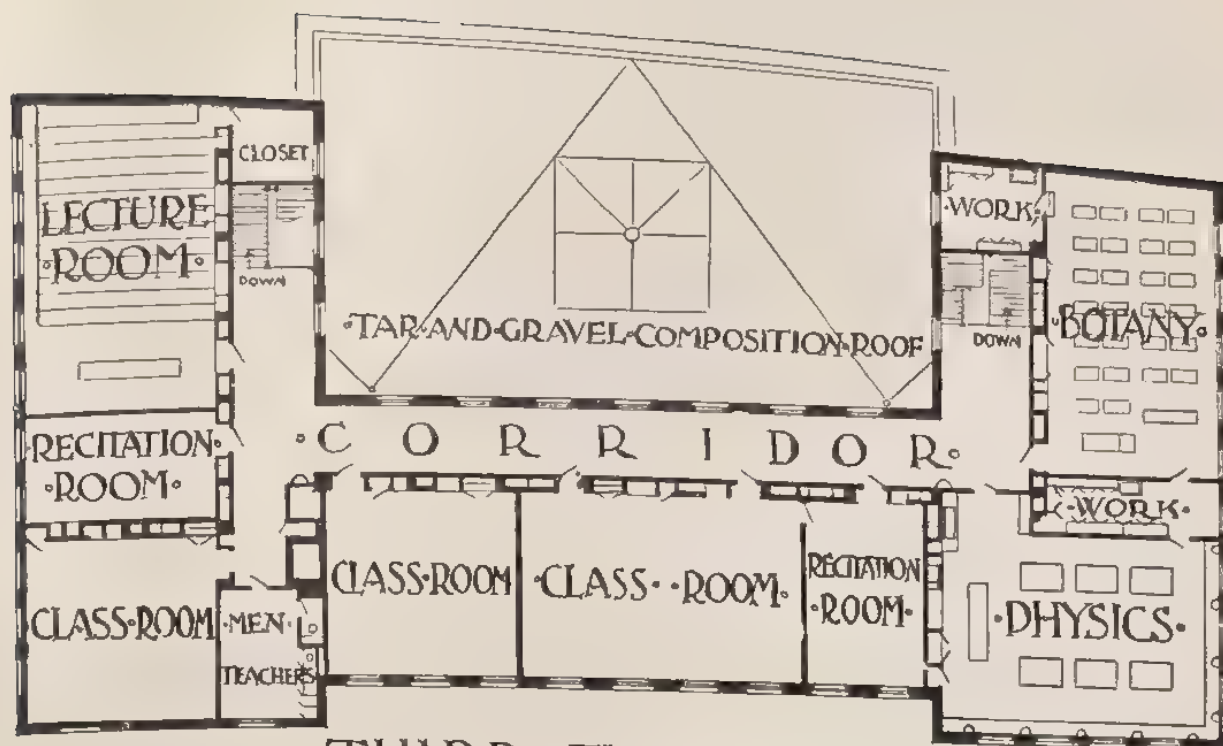 CLOSET
LECTURE
·ROOM·
DOWN
·TAR·AND·GRAVEL·COMPOSITION·ROOF
·WORK·
DOWN
·BOTANY·
·CORRIDOR·
RECITATION·
·ROOM·
·WORK·
CLASS·ROOM
·CLASS··ROOM·
RECITATION
·ROOM·
CLASS·ROOM
·MEN·
TEACHERS
·PHYSICS·